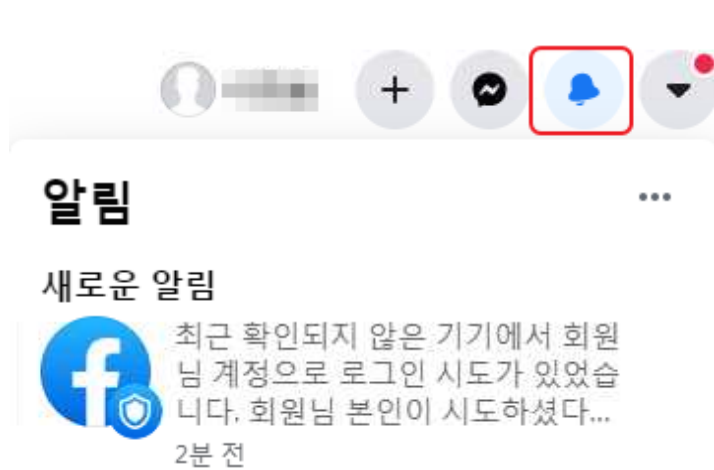 알림
새로운 알림
최근 확인되지 않은 기기에서 회원
님 계정으로 로그인 시도가 있었습
니다. 회원님 본인이 시도하셨다...
2분 전